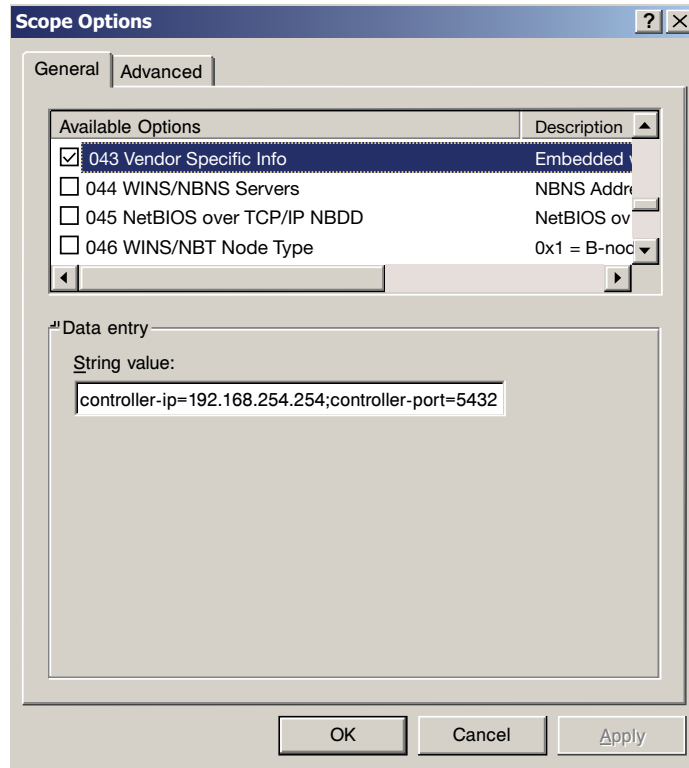 Scope Options
General Advanced
Available Options Description
043 Vendor Specific Info Embedded
044 WINS/NBNS Servers NBNS Addre
045 NetBIOS over TCP/IP NBDD NetBIOS ov
046 WINS/NBT Node Type 0x1 = B-nod
Data entry
String value:
controller-ip=192.168.254.254;controller-port=5432
OK Cancel Apply